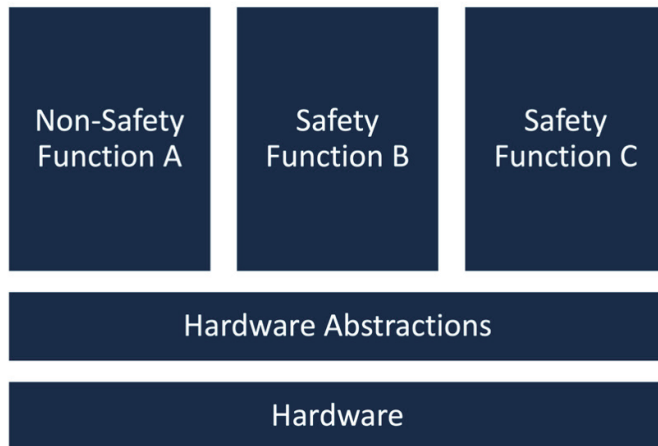 Non-Safety
Function A
Safety
Function B
Safety
Function C
Hardware Abstractions
Hardware